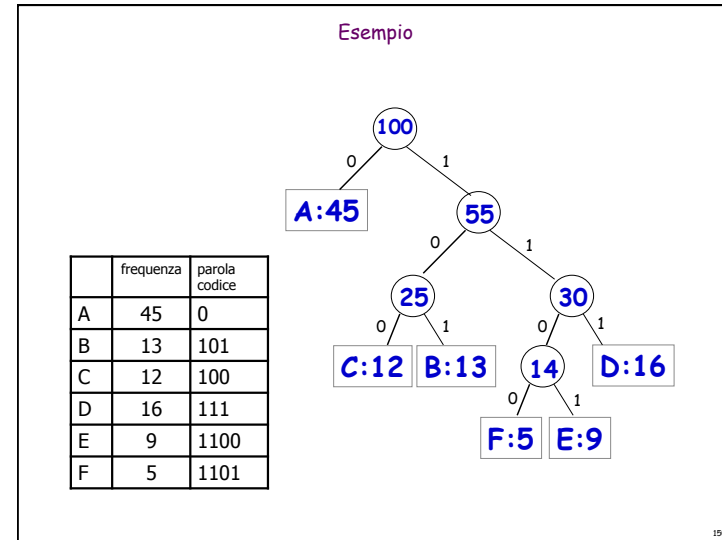 Esempio
100
0 1
A:45 55
0 1
25 30
0 1 0 1
C:12 B:13 14 D:16
0 1
F:5 E:9
frequenza parola codice
A 45 0
B 13 101
C 12 100
D 16 111
E 9 1100
F 5 1101